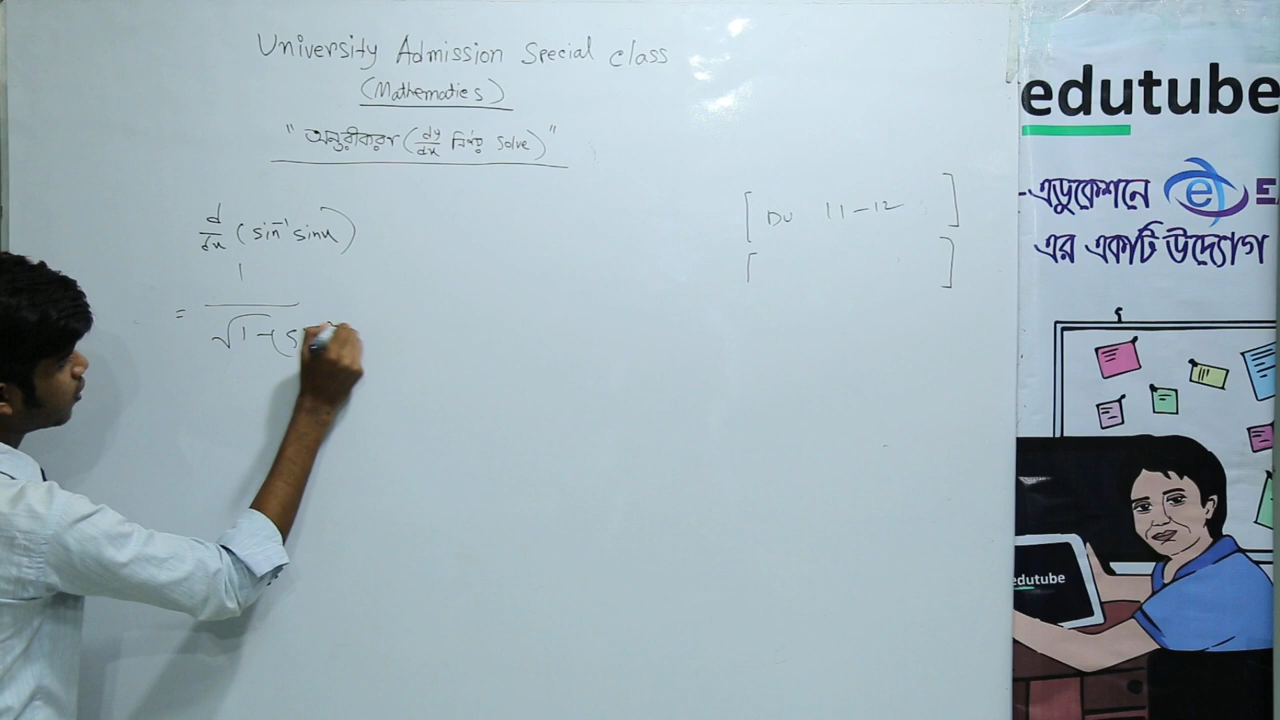 University Admission Special class
(Mathematics)
"অন্তরীকরণ (dy/dx নির্ণয় Solve)"
d/dx (sin⁻¹ sinx)
[ DU 11-12 ]
[ ]
= 1/√1-(s
edutube
-এডুকেশনে
E
এর একটি উদ্যোগ
edutube